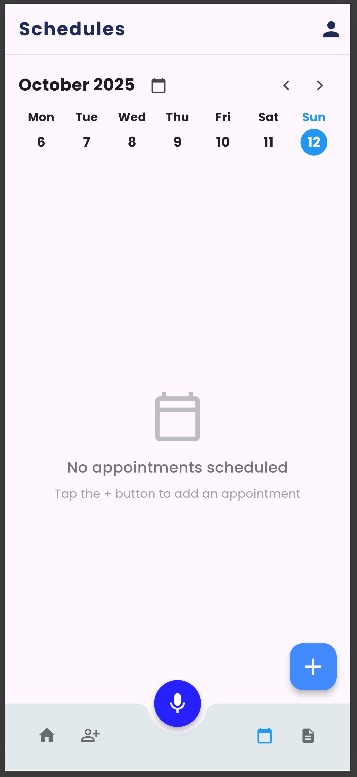 Schedules
October 2025
Mon Tue Wed Thu Fri Sat Sun
6 7 8 9 10 11 12
No appointments scheduled
Tap the + button to add an appointment